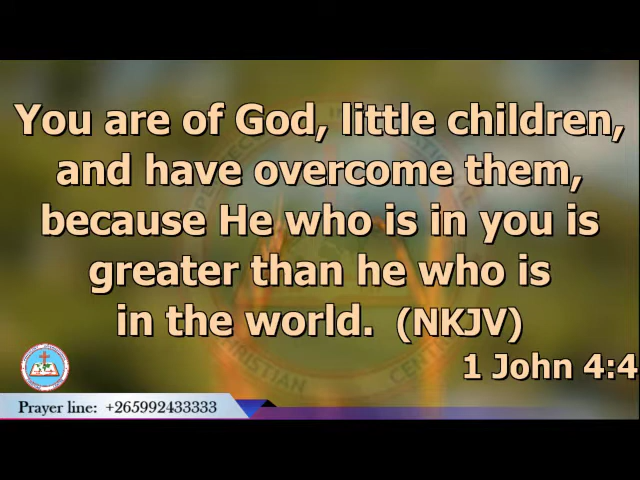 You are of God, little children,
and have overcome them,
because He who is in you is
greater than he who is
in the world. (NKJV)
1 John 4:4
Prayer line: +265992433333